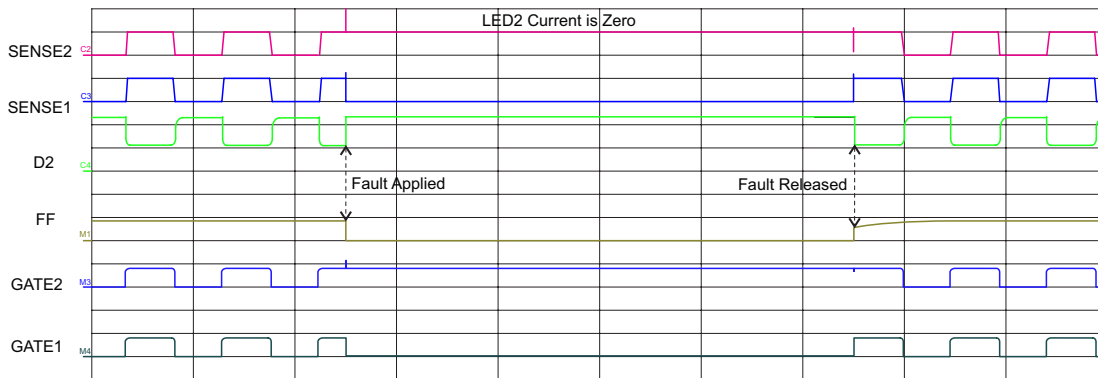 LED2 Current is Zero
SENSE2 C2
SENSE1 C3
D2 C4
Fault Applied
Fault Released
FF M1
GATE2 M3
GATE1 M4